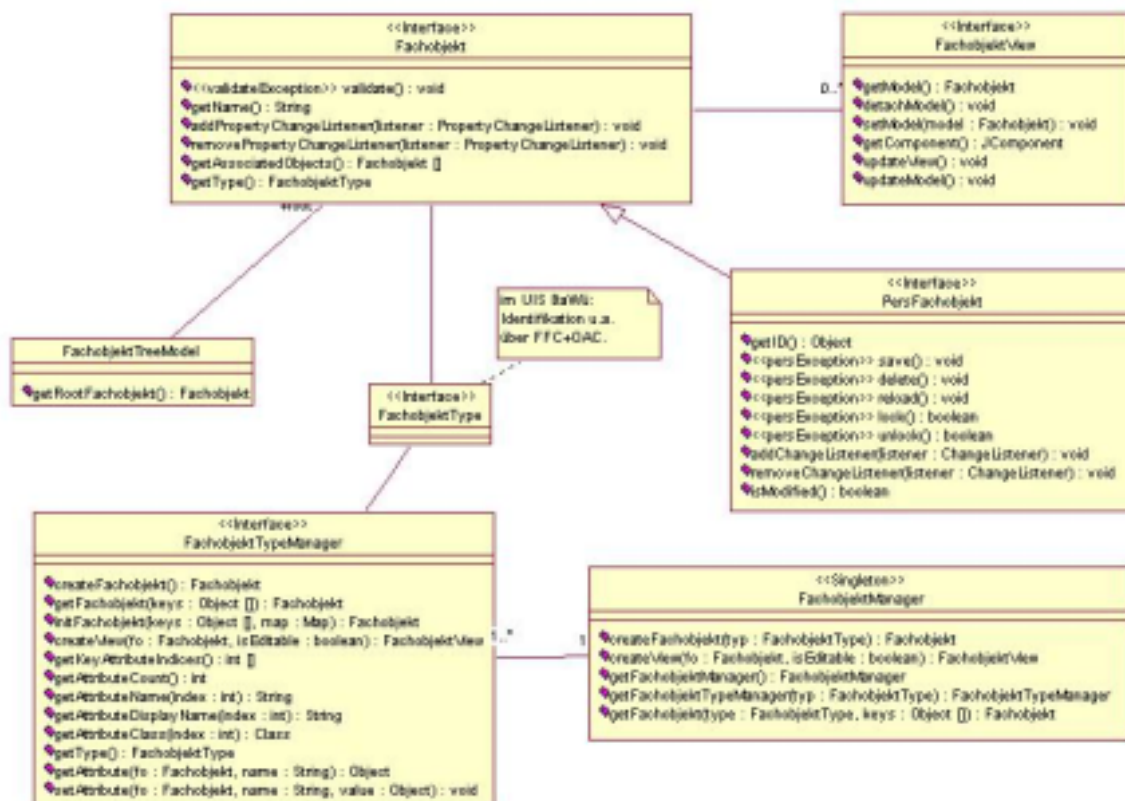 <<Interface>>
Fachobjekt
<<validateException>> validate() : void
getName() : String
addPropertyChangeListener(listener : PropertyChangeListener) : void
removePropertyChangeListener(listener : PropertyChangeListener) : void
getAssociatedObjects() : Fachobjekt []
getType() : FachobjektType
<<Interface>>
FachobjektView
0..*
getModel() : Fachobjekt
detachModel() : void
setModel(model : Fachobjekt) : void
getComponent() : JComponent
updateView() : void
updateModel() : void
<<Interface>>
PersFachobjekt
getID() : Object
<<persException>> save() : void
<<persException>> delete() : void
<<persException>> reload() : void
<<persException>> lock() : boolean
<<persException>> unlock() : boolean
addChangeListener(listener : ChangeListener) : void
removeChangeListener(listener : ChangeListener) : void
isModified() : boolean
im UIS BaWü:
Identifikation u.a.
über FFC+OAC.
FachobjektTreeModel
getRootFachobjekt() : Fachobjekt
<<Interface>>
FachobjektType
<<Interface>>
FachobjektTypeManager
createFachobjekt() : Fachobjekt
getFachobjekt(keys : Object []) : Fachobjekt
initFachobjekt(keys : Object [], map : Map) : Fachobjekt
createView(fo : Fachobjekt, isEditable : boolean) : FachobjektView
getKeyAttributeIndices() : int []
getAttributeCount() : int
getAttributeName(index : int) : String
getAttributeDisplayName(index : int) : String
getAttributeClass(index : int) : Class
getType() : FachobjektType
getAttribute(fo : Fachobjekt, name : String) : Object
setAttribute(fo : Fachobjekt, name : String, value : Object) : void
1..*
1
<<Singleton>>
FachobjektManager
createFachobjekt(typ : FachobjektType) : Fachobjekt
createView(fo : Fachobjekt, isEditable : boolean) : FachobjektView
getFachobjektManager() : FachobjektManager
getFachobjektTypeManager(typ : FachobjektType) : FachobjektTypeManager
getFachobjekt(type : FachobjektType, keys : Object []) : Fachobjekt